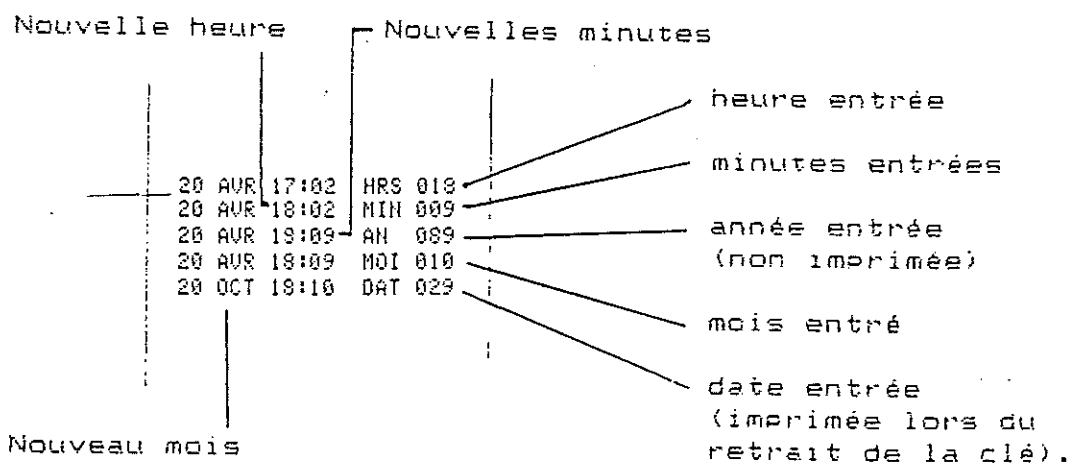 Nouvelle heure
Nouvelles minutes
heure entrée
minutes entrées
20 AVR 17:02 HRS 018
20 AVR 18:02 MIN 009
20 AVR 18:09 AN 089
20 AVR 18:09 MOI 010
20 OCT 18:10 DAT 029
année entrée
(non imprimée)
mois entré
date entrée
(imprimée lors du
retrait de la clé).
Nouveau mois